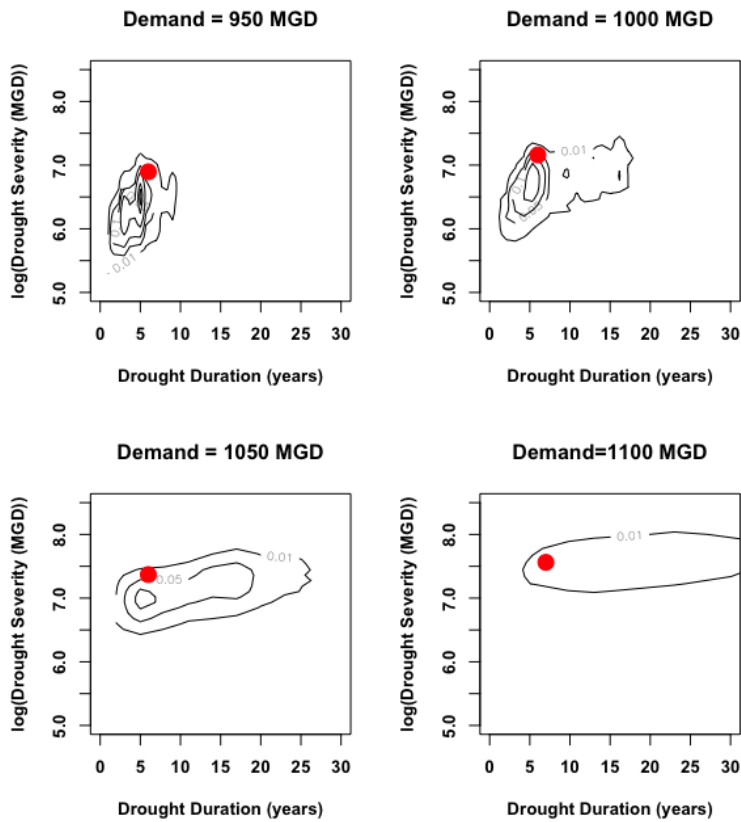 Demand = 950 MGD
log(Drought Severity (MGD))
8.0
7.0
6.0
5.0
0.01
0 5 10 15 20 25 30
Drought Duration (years)
Demand = 1000 MGD
log(Drought Severity (MGD))
8.0
7.0
6.0
5.0
0.01
0 5 10 15 20 25 30
Drought Duration (years)
Demand = 1050 MGD
log(Drought Severity (MGD))
8.0
7.0
6.0
5.0
0.01
0.05
0 5 10 15 20 25 30
Drought Duration (years)
Demand=1100 MGD
log(Drought Severity (MGD))
8.0
7.0
6.0
5.0
0.01
0 5 10 15 20 25 30
Drought Duration (years)